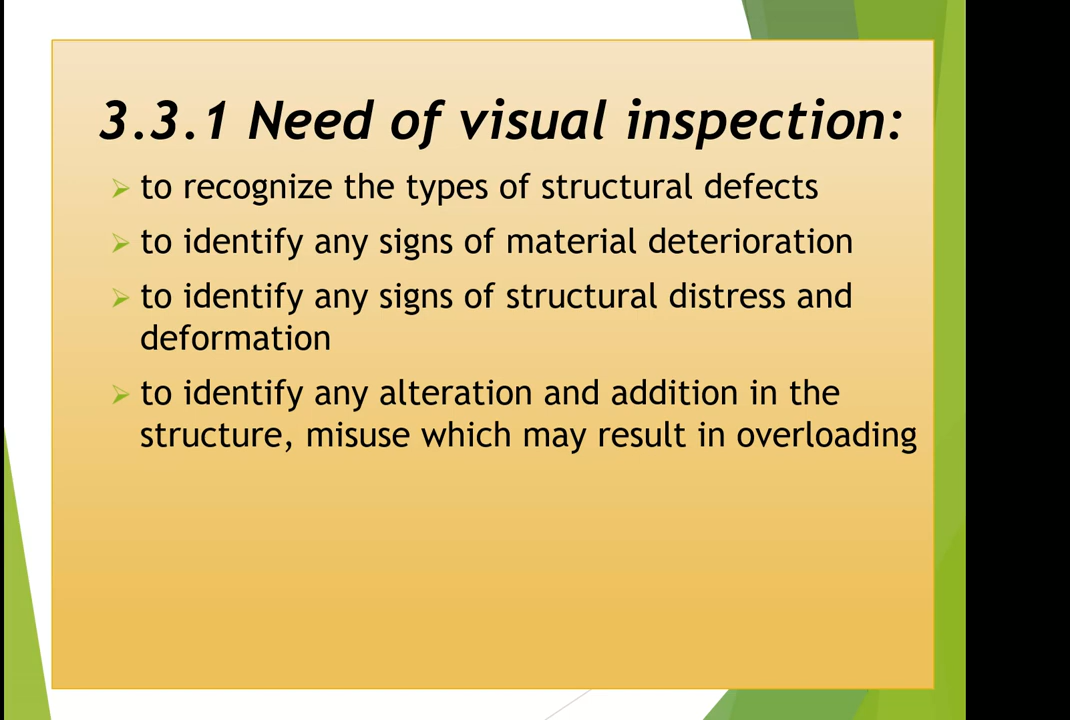 3.3.1 Need of visual inspection:
to recognize the types of structural defects
to identify any signs of material deterioration
to identify any signs of structural distress and
deformation
to identify any alteration and addition in the
structure, misuse which may result in overloading